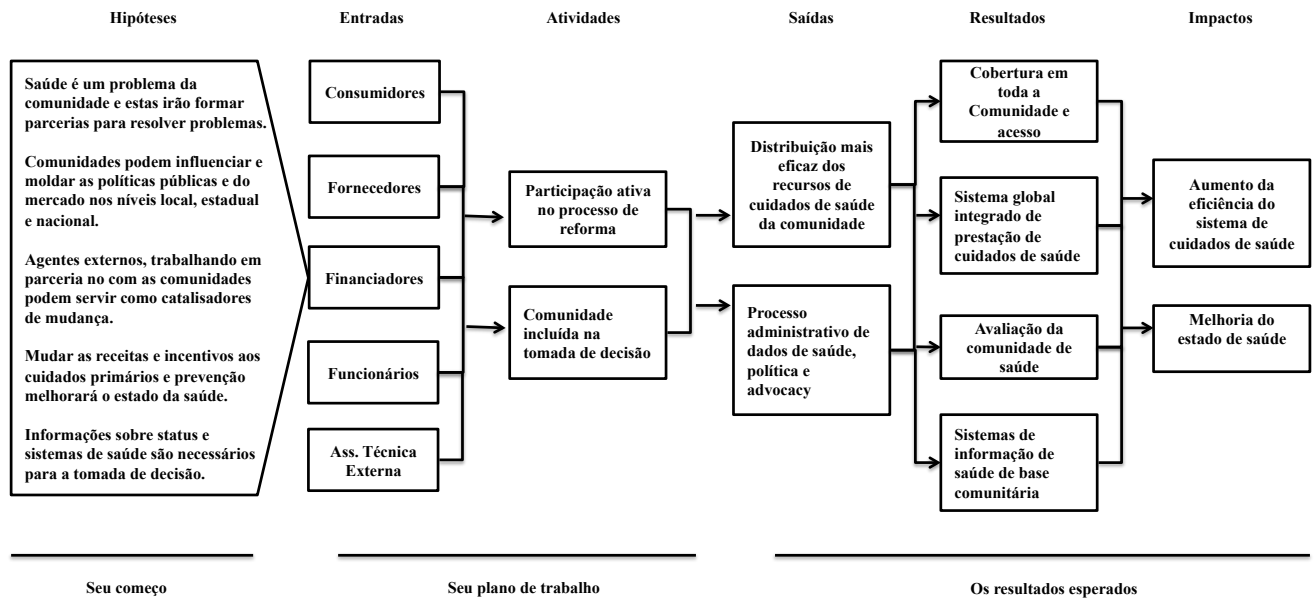 Hipóteses
Entradas
Atividades
Saídas
Resultados
Impactos
Saúde é um problema da
comunidade e estas irão formar
parcerias para resolver problemas.
Comunidades podem influenciar e
moldar as políticas públicas e do
mercado nos níveis local, estadual
e nacional.
Agentes externos, trabalhando em
parceria no com as comunidades
podem servir como catalisadores
de mudança.
Mudar as receitas e incentivos aos
cuidados primários e prevenção
melhorará o estado da saúde.
Informações sobre status e
sistemas de saúde são necessários
para a tomada de decisão.
Consumidores
Fornecedores
Financiadores
Funcionários
Ass. Técnica
Externa
Participação ativa
no processo de
reforma
Comunidade
incluída na
tomada de decisão
Distribuição mais
eficaz dos
recursos de
cuidados de saúde
da comunidade
Processo
administrativo de
dados de saúde,
política e
advocacy
Cobertura em
toda a
Comunidade e
acesso
Sistema global
integrado de
prestação de
cuidados de saúde
Avaliação da
comunidade de
saúde
Sistemas de
informação de
saúde de base
comunitária
Aumento da
eficiência do
sistema de
cuidados de saúde
Melhoria do
estado de saúde
Seu começo
Seu plano de trabalho
Os resultados esperados